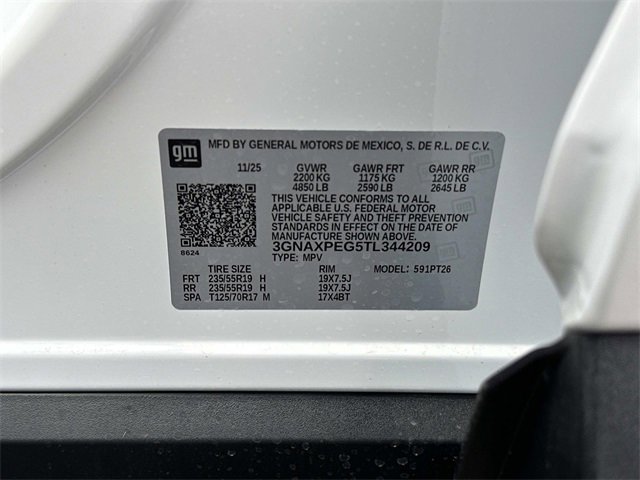 gm MFD BY GENERAL MOTORS DE MEXICO, S. DE R.L. DE C.V.
11/25 GVWR GAWR FRT GAWR RR
2200 KG 1175 KG 1200 KG
4850 LB 2590 LB 2645 LB
THIS VEHICLE CONFORMS TO ALL
APPLICABLE U.S. FEDERAL MOTOR
VEHICLE SAFETY AND THEFT PREVENTION
STANDARDS IN EFFECT ON THE DATE OF
MANUFACTURE SHOWN ABOVE.
8624 3GNAXPEG5TL344209
TYPE: MPV
TIRE SIZE RIM MODEL: 591PT26
FRT 235/55R19 H 19X7.5J
RR 235/55R19 H 19X7.5J
SPA T125/70R17 M 17X4BT